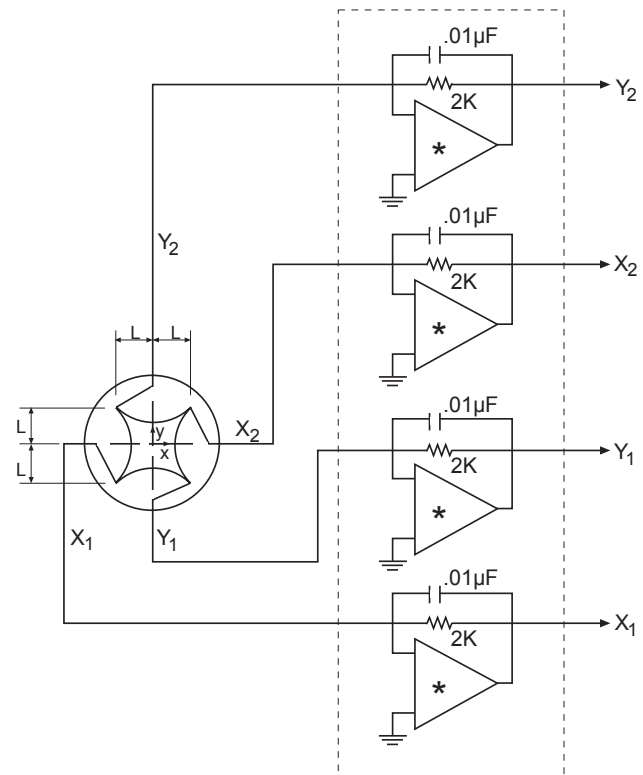 .01µF
2K
Y2
*
Y2
.01µF
2K
X2
*
L L
L
L
y
x
X2
.01µF
2K
Y1
*
X1
Y1
.01µF
2K
X1
*